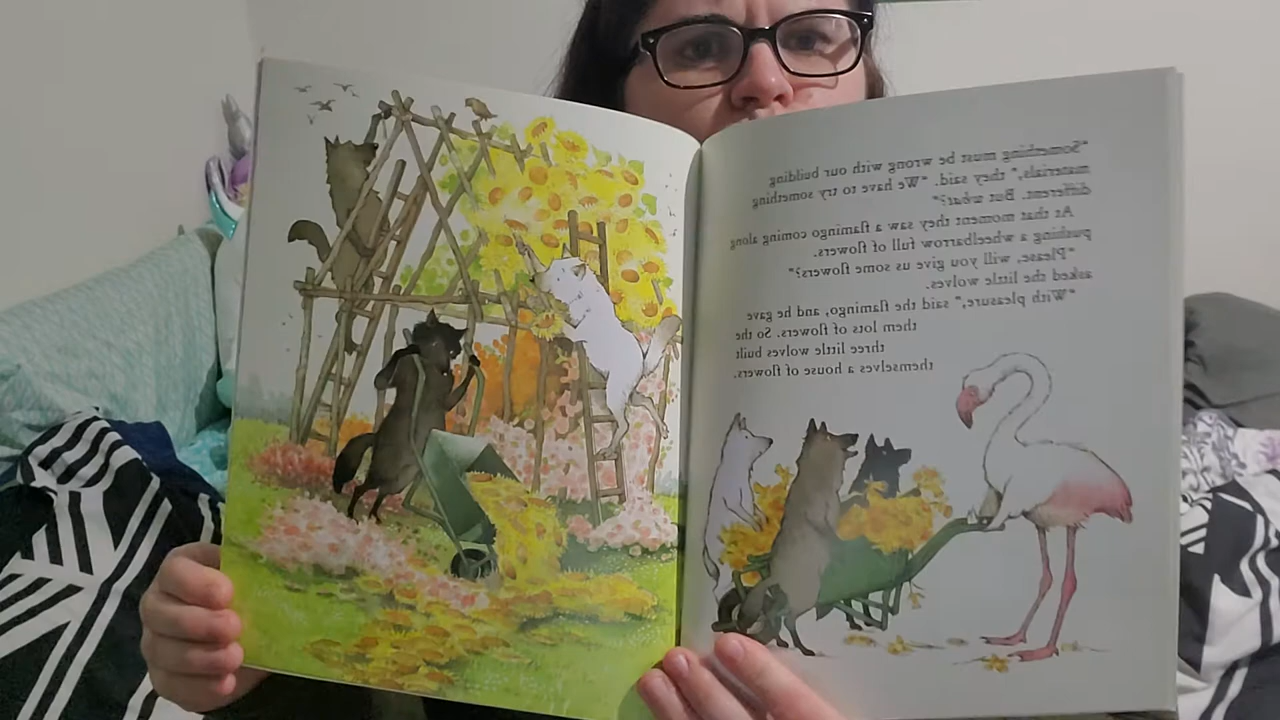 "Something must be wrong with our building
materials," they said. "We have to try something
different. But what?"
At that moment they saw a flamingo coming along
pushing a wheelbarrow full of flowers.
"Please, will you give us some flowers?"
asked the little wolves.
"With pleasure," said the flamingo, and he gave
them lots of flowers. So the
three little wolves built
themselves a house of flowers.